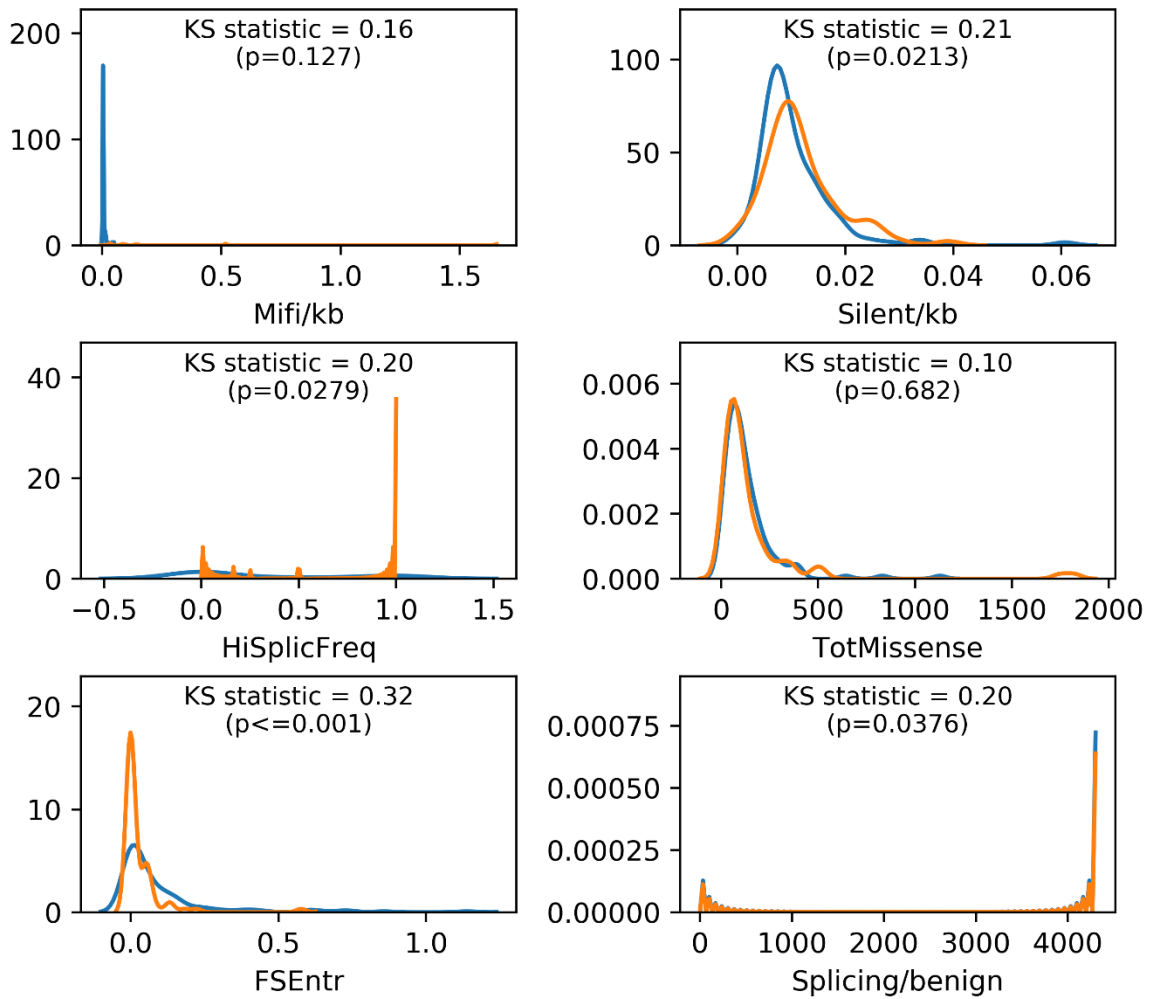 KS statistic = 0.16
(p=0.127)
200
100
0
0.0 0.5 1.0 1.5
Mifi/kb
KS statistic = 0.21
(p=0.0213)
100
50
0
0.00 0.02 0.04 0.06
Silent/kb
KS statistic = 0.20
(p=0.0279)
40
20
0
−0.5 0.0 0.5 1.0 1.5
HiSplicFreq
KS statistic = 0.10
(p=0.682)
0.006
0.004
0.002
0.000
0 500 1000 1500 2000
TotMissense
KS statistic = 0.32
(p<=0.001)
20
10
0
0.0 0.5 1.0
FSEntr
KS statistic = 0.20
(p=0.0376)
0.00075
0.00050
0.00025
0.00000
0 1000 2000 3000 4000
Splicing/benign